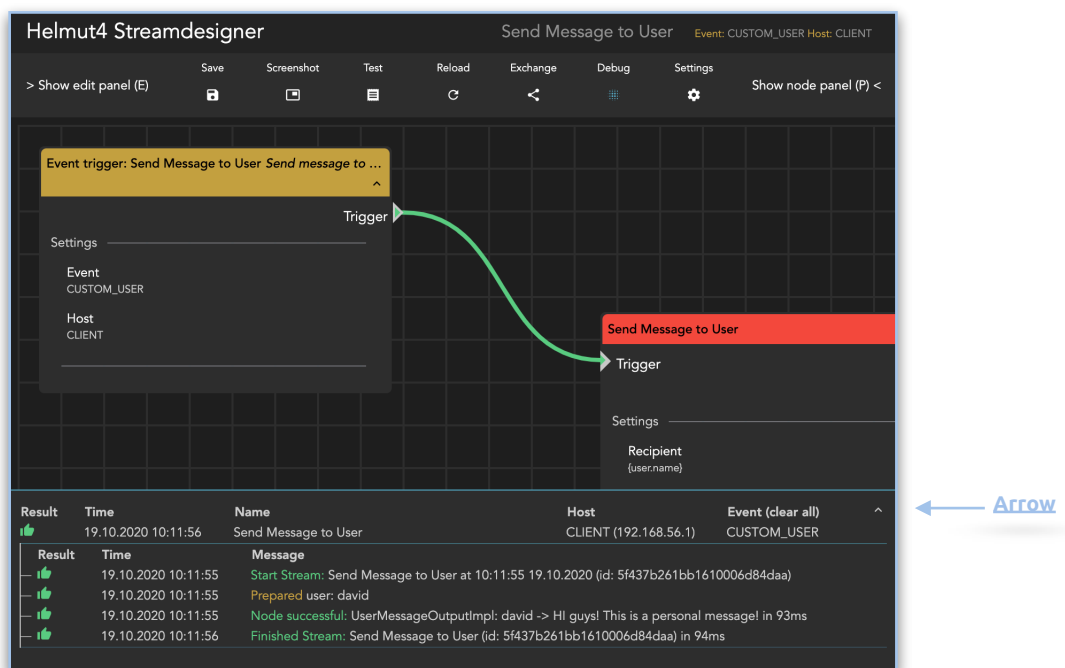 Helmut4 Streamdesigner
Send Message to User Event: CUSTOM_USER Host: CLIENT
> Show edit panel (E)
Save
Screenshot
Test
Reload
Exchange
Debug
Settings
Show node panel (P) <
Event trigger: Send Message to User Send message to ...
Trigger
Settings
Event
CUSTOM_USER
Host
CLIENT
Send Message to User
Trigger
Settings
Recipient
{user.name}
Arrow
Result Time Name Host Event (clear all)
19.10.2020 10:11:56 Send Message to User CLIENT (192.168.56.1) CUSTOM_USER
Result Time Message
19.10.2020 10:11:55 Start Stream: Send Message to User at 10:11:55 19.10.2020 (id: 5f437b261bb1610006d84daa)
19.10.2020 10:11:55 Prepared user: david
19.10.2020 10:11:55 Node successful: UserMessageOutputImpl: david -> HI guys! This is a personal message! in 93ms
19.10.2020 10:11:56 Finished Stream: Send Message to User (id: 5f437b261bb1610006d84daa) in 94ms